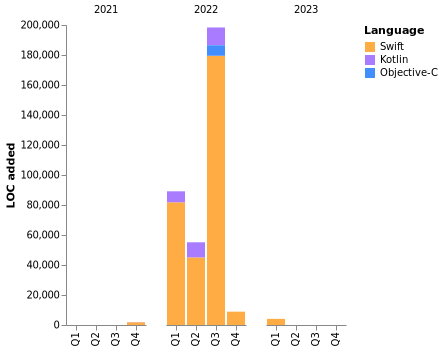 2021 2022 2023
Language
Swift
Kotlin
Objective-C
LOC added
200,000
180,000
160,000
140,000
120,000
100,000
80,000
60,000
40,000
20,000
0
Q1 Q2 Q3 Q4 Q1 Q2 Q3 Q4 Q1 Q2 Q3 Q4